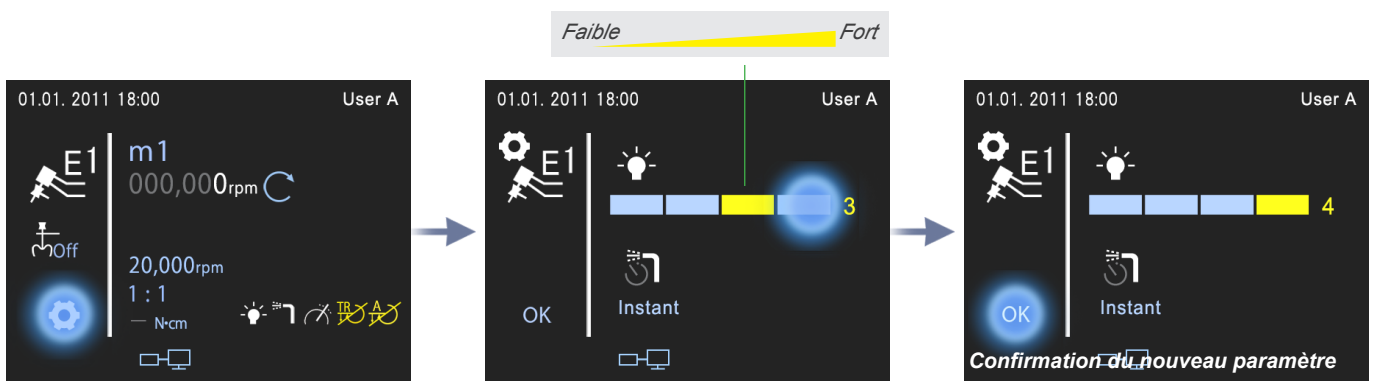 Faible Fort
01.01. 2011 18:00 User A
E1
m1
000,000rpm
Off
20,000rpm
1 : 1
— N•cm
TR
A
01.01. 2011 18:00 User A
E1
3
Instant
OK
01.01. 2011 18:00 User A
E1
4
Instant
OK
Confirmation du nouveau paramètre